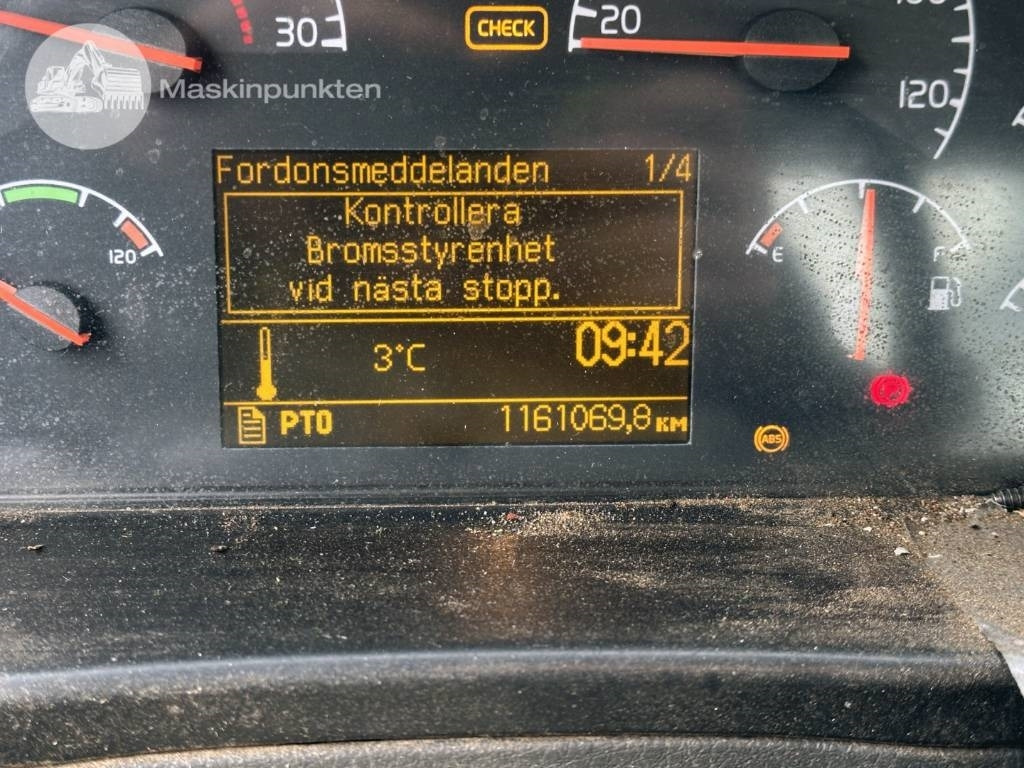 30
CHECK
20
120
Maskinpunkten
Fordonsmeddelanden 1/4
Kontrollera
Bromsstyrenhet
vid nästa stopp.
120
E
F
3°C
09:42
PTO
1161069,8 KM
ABS